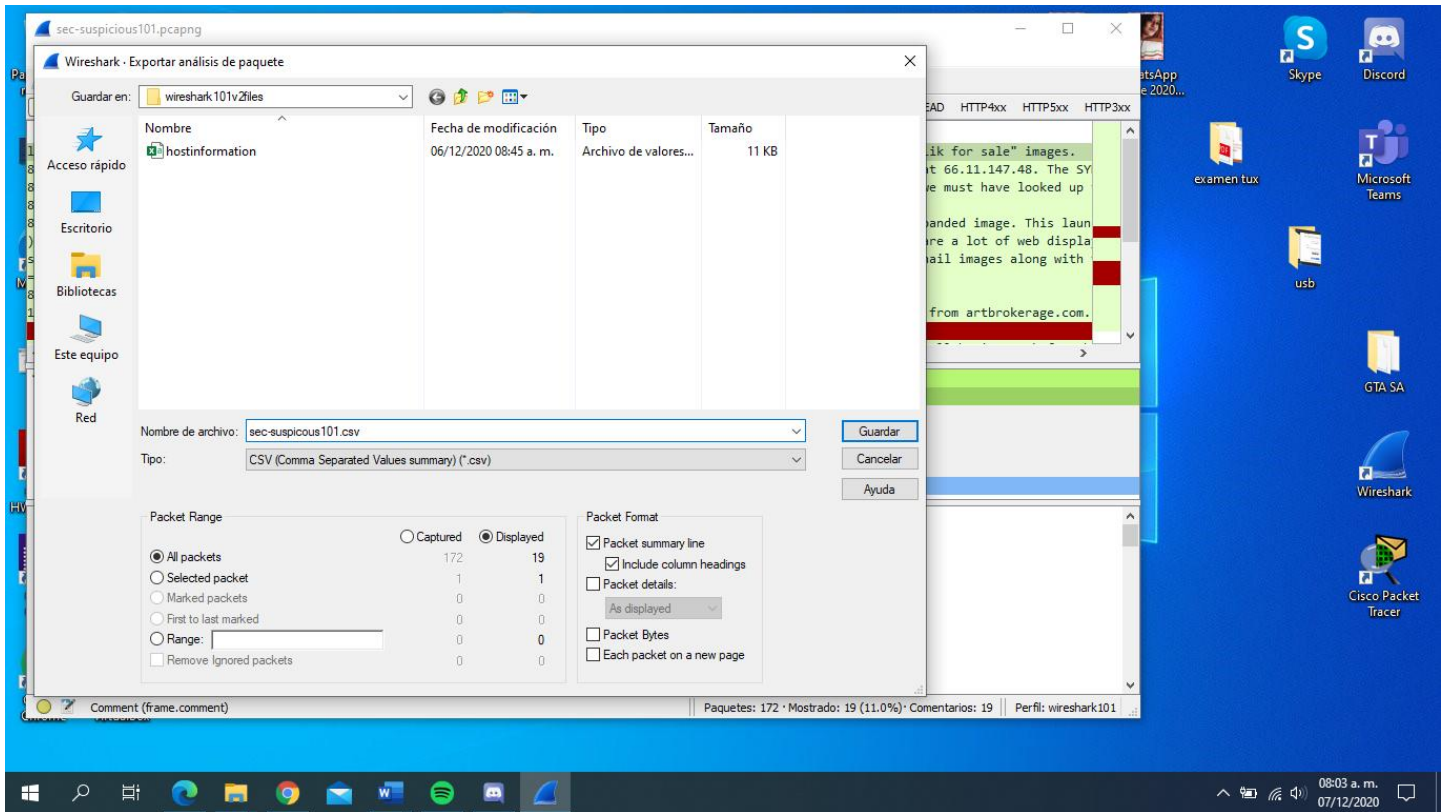 sec-suspicious101.pcapng
Wireshark · Exportar análisis de paquete
Guardar en: wireshark101v2files
Nombre Fecha de modificación Tipo Tamaño
hostinformation 06/12/2020 08:45 a. m. Archivo de valores... 11 KB
Acceso rápido
Escritorio
Bibliotecas
Este equipo
Red
Nombre de archivo: sec-suspicous101.csv
Tipo: CSV (Comma Separated Values summary) (*.csv)
Guardar
Cancelar
Ayuda
Packet Range
Captured Displayed
All packets 172 19
Selected packet 1 1
Marked packets 0 0
First to last marked 0 0
Range: 0 0
Remove Ignored packets 0 0
Packet Format
Packet summary line
Include column headings
Packet details:
As displayed
Packet Bytes
Each packet on a new page
EAD HTTP4xx HTTP5xx HTTP3xx
ik for sale" images.
at 66.11.147.48. The SY
we must have looked up
panded image. This laun
are a lot of web displa
nail images along with
from artbrokerage.com.
Comment (frame.comment)
Paquetes: 172 · Mostrado: 19 (11.0%) · Comentarios: 19
Perfil: wireshark101
atsApp
e 2020...
Skype
Discord
examen tux
Microsoft
Teams
usb
GTA SA
Wireshark
Cisco Packet
Tracer
08:03 a. m.
07/12/2020